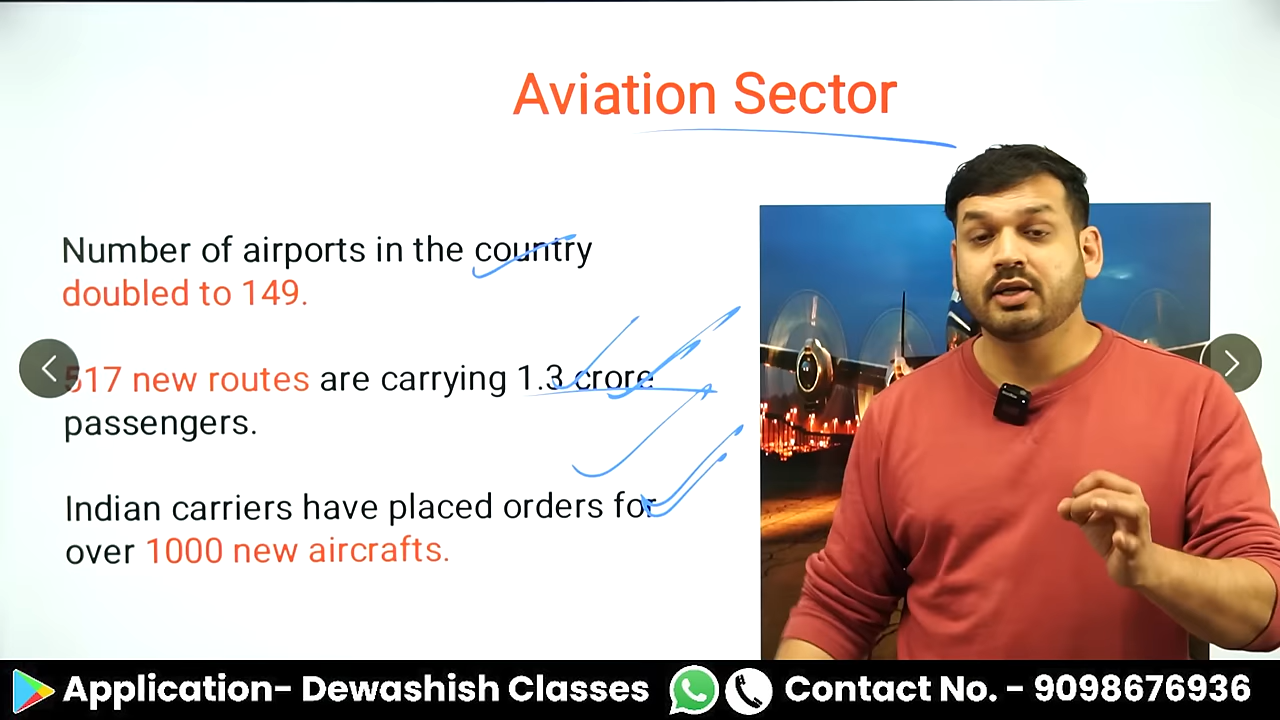 Aviation Sector
Number of airports in the country
doubled to 149.
517 new routes are carrying 1.3 crore
passengers.
Indian carriers have placed orders for
over 1000 new aircrafts.
Application- Dewashish Classes
Contact No. - 9098676936